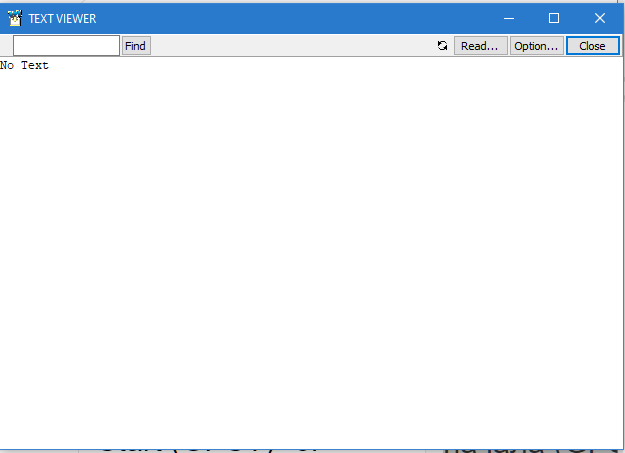 TEXT VIEWER
Find Read... Option... Close
No Text